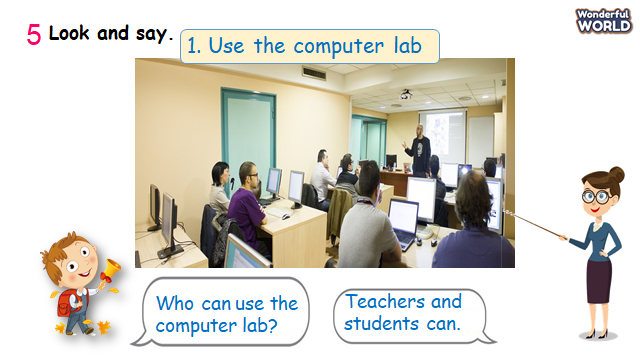 5 Look and say.
Wonderful
WORLD
1. Use the computer lab
Who can use the
computer lab?
Teachers and
students can.